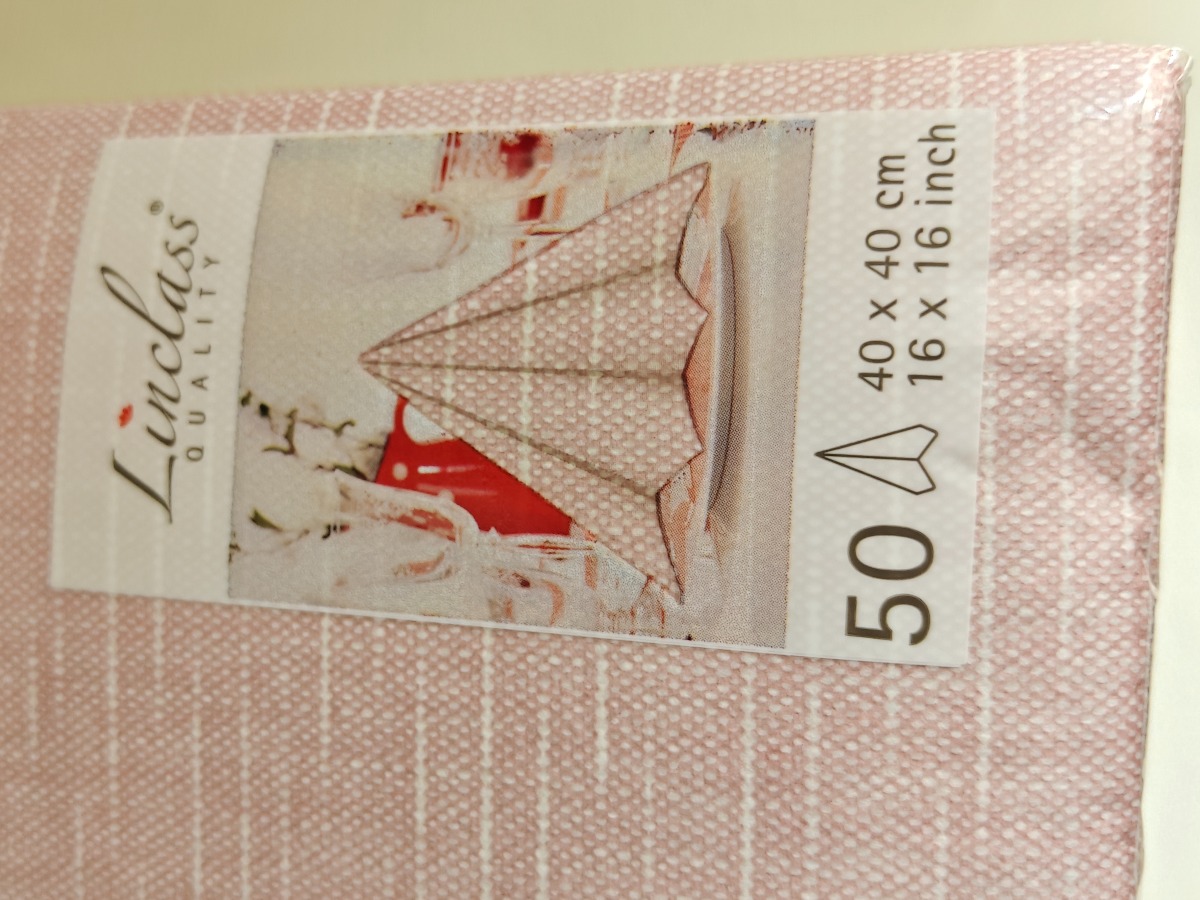 Linclass®
QUALITY
50 40 x 40 cm
16 x 16 inch